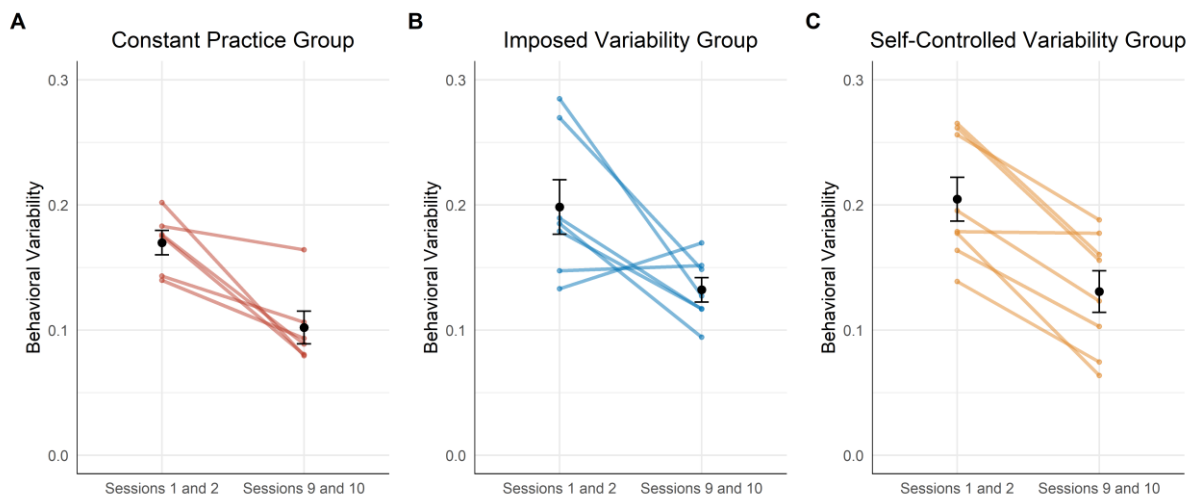 A
Constant Practice Group
Behavioral Variability
0.3
0.2
0.1
0.0
Sessions 1 and 2
Sessions 9 and 10
B
Imposed Variability Group
Behavioral Variability
0.3
0.2
0.1
0.0
Sessions 1 and 2
Sessions 9 and 10
C
Self-Controlled Variability Group
Behavioral Variability
0.3
0.2
0.1
0.0
Sessions 1 and 2
Sessions 9 and 10